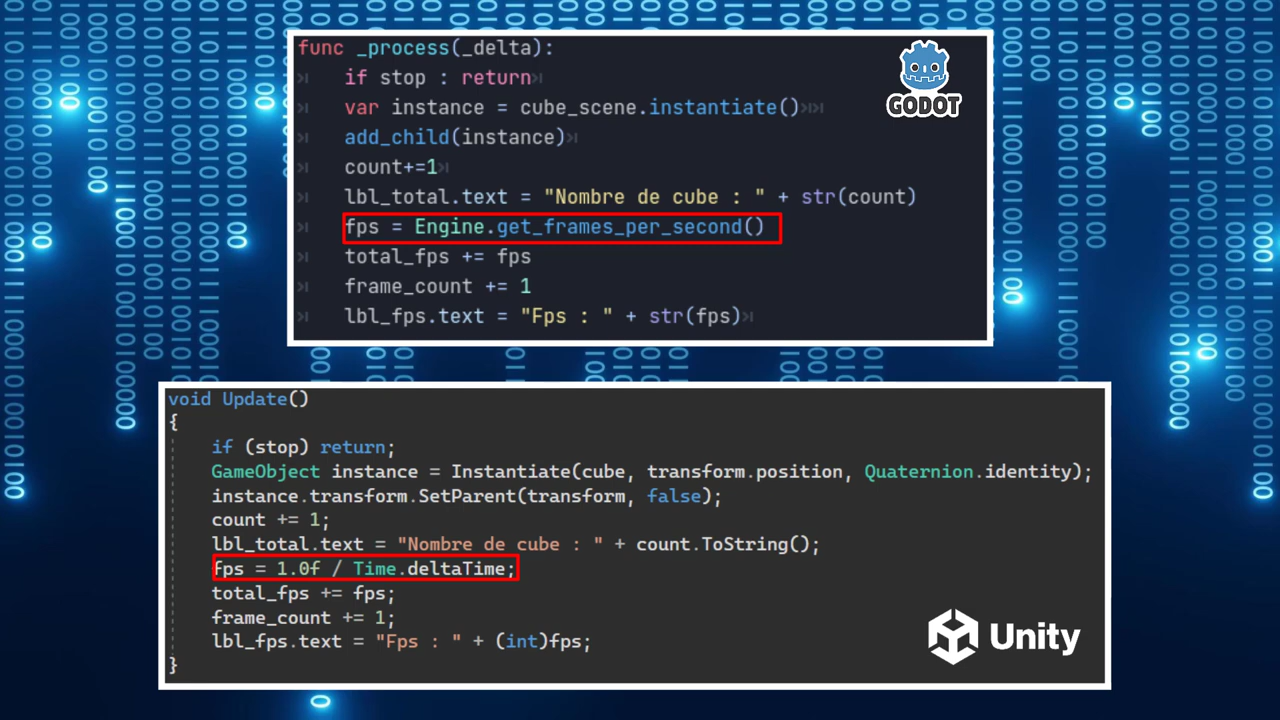 func _process(_delta):
if stop : return
var instance = cube_scene.instantiate()
add_child(instance)
count+=1
lbl_total.text = "Nombre de cube : " + str(count)
fps = Engine.get_frames_per_second()
total_fps += fps
frame_count += 1
lbl_fps.text = "Fps : " + str(fps)
GODOT
void Update()
{
if (stop) return;
GameObject instance = Instantiate(cube, transform.position, Quaternion.identity);
instance.transform.SetParent(transform, false);
count += 1;
lbl_total.text = "Nombre de cube : " + count.ToString();
fps = 1.0f / Time.deltaTime;
total_fps += fps;
frame_count += 1;
lbl_fps.text = "Fps : " + (int)fps;
}
Unity